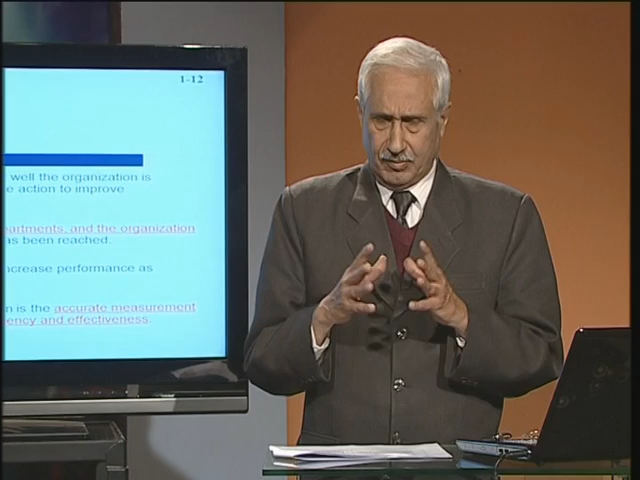 1-12
well the organization is
e action to improve
partments, and the organization
as been reached.
ncrease performance as
n is the accurate measurement
ency and effectiveness.